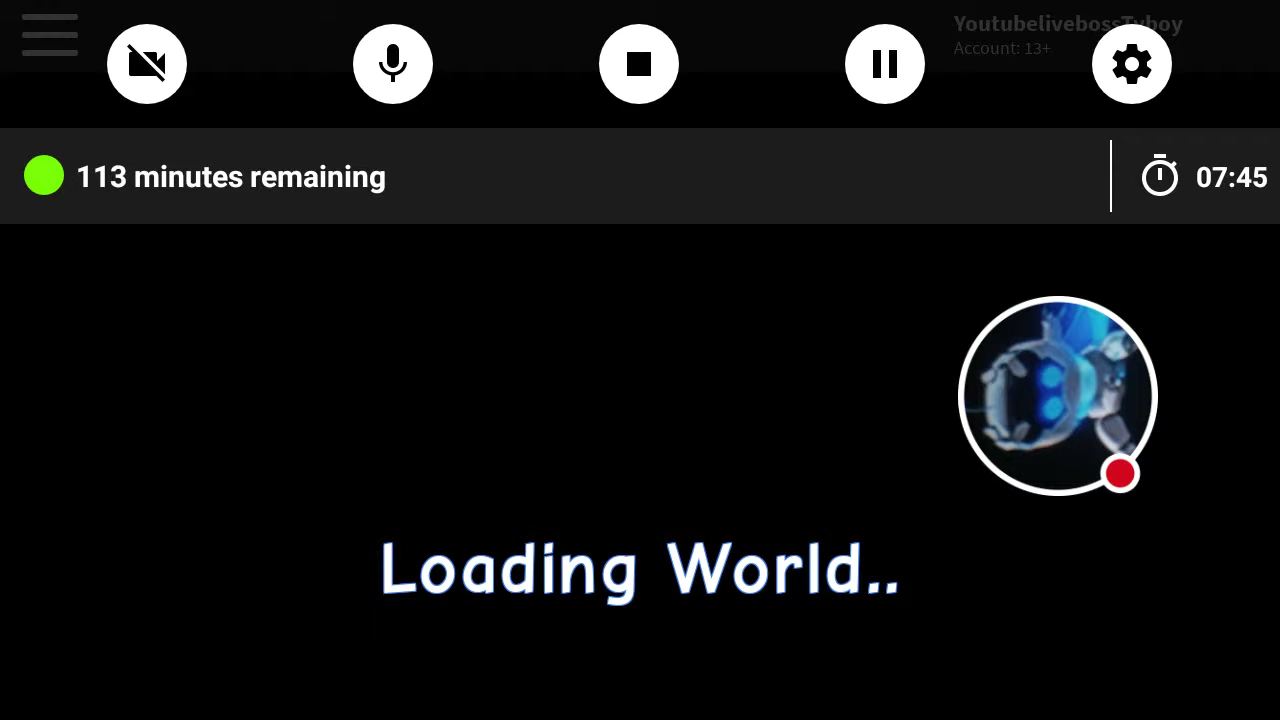 YoutubelivebossTyboy
Account: 13+
113 minutes remaining
07:45
Loading World..